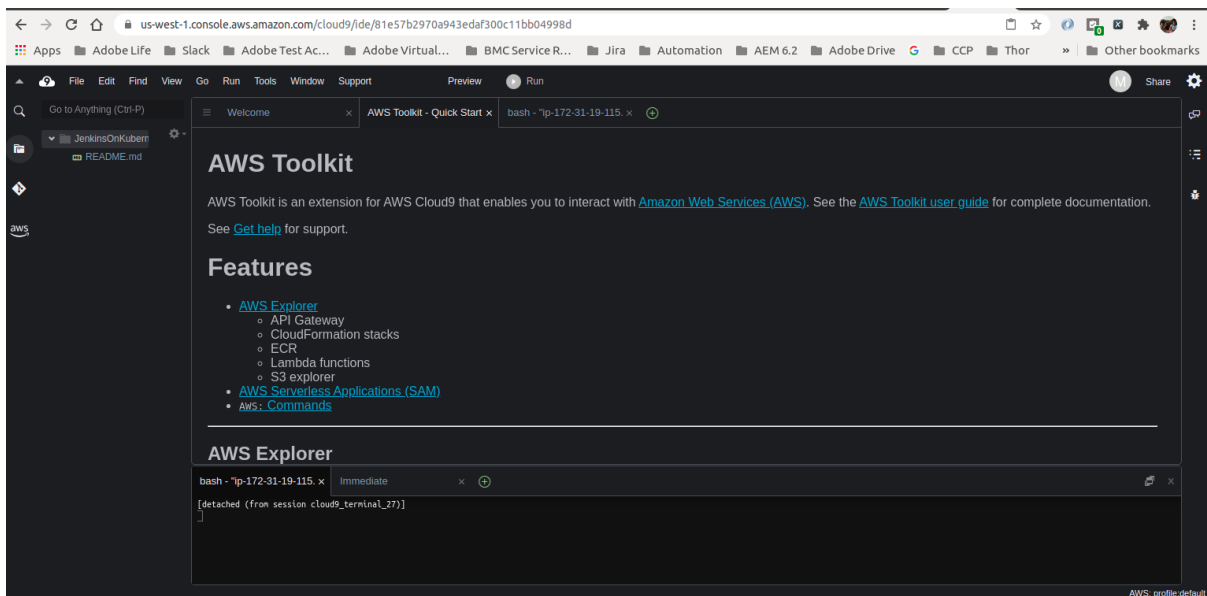 us-west-1.console.aws.amazon.com/cloud9/ide/81e57b2970a943edaf300c11bb04998d
Apps Adobe Life Slack Adobe Test Ac... Adobe Virtual... BMC Service R... Jira Automation AEM 6.2 Adobe Drive G CCP Thor » Other bookmarks
9 File Edit Find View Go Run Tools Window Support Preview Run M Share
Go to Anything (Ctrl-P) Welcome × AWS Toolkit - Quick Start × bash - "ip-172-31-19-115. ×
JenkinsOnKubern
README.md
aws
AWS Toolkit
AWS Toolkit is an extension for AWS Cloud9 that enables you to interact with Amazon Web Services (AWS). See the AWS Toolkit user guide for complete documentation.
See Get help for support.
Features
• AWS Explorer
◦ API Gateway
◦ CloudFormation stacks
◦ ECR
◦ Lambda functions
◦ S3 explorer
• AWS Serverless Applications (SAM)
• AWS: Commands
AWS Explorer
bash - "ip-172-31-19-115. × Immediate ×
[detached (from session cloud9_terminal_27)]
AWS: profile:default